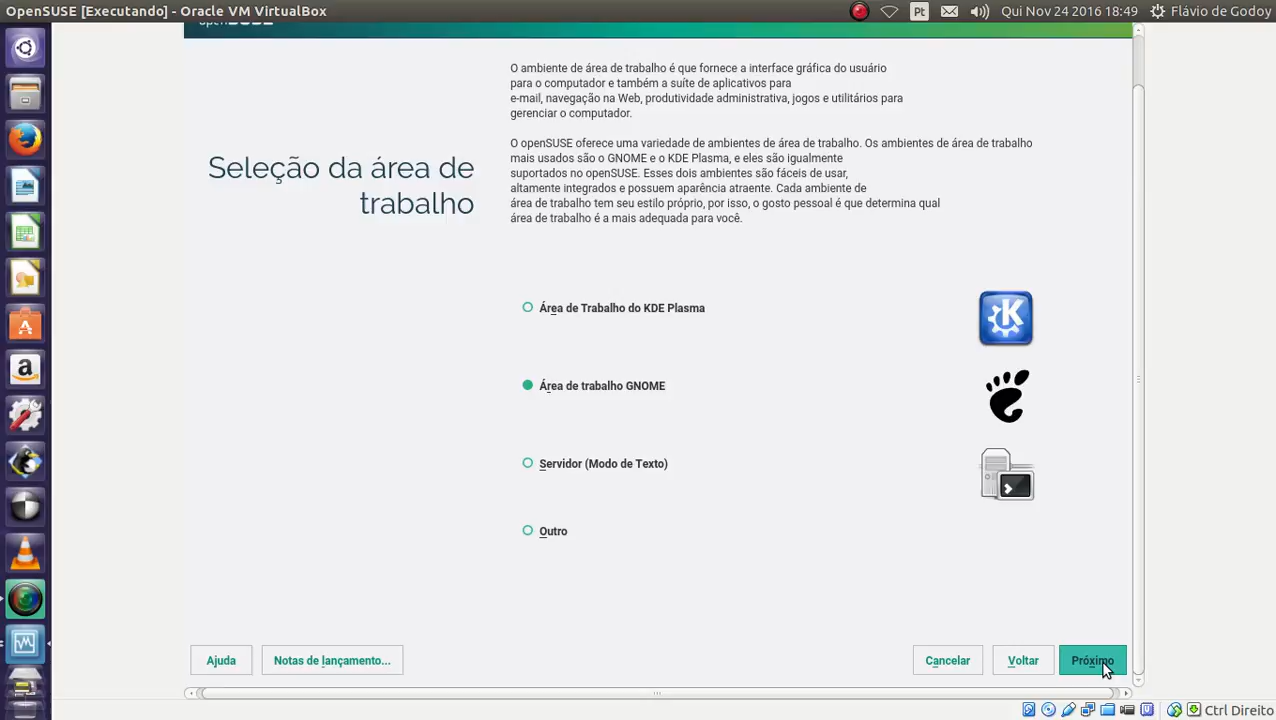 OpenSUSE [Executando] - Oracle VM VirtualBox
Pt
Qui Nov 24 2016 18:49
Flávio de Godoy
O ambiente de área de trabalho é que fornece a interface gráfica do usuário
para o computador e também a suíte de aplicativos para
e-mail, navegação na Web, produtividade administrativa, jogos e utilitários para
gerenciar o computador.
O openSUSE oferece uma variedade de ambientes de área de trabalho. Os ambientes de área de trabalho
mais usados são o GNOME e o KDE Plasma, e eles são igualmente
suportados no openSUSE. Esses dois ambientes são fáceis de usar,
altamente integrados e possuem aparência atraente. Cada ambiente de
área de trabalho tem seu estilo próprio, por isso, o gosto pessoal é que determina qual
área de trabalho é a mais adequada para você.
Seleção da área de
trabalho
Área de Trabalho do KDE Plasma
Área de trabalho GNOME
Servidor (Modo de Texto)
Outro
Ajuda
Notas de lançamento...
Cancelar
Voltar
Próximo
Ctrl Direito